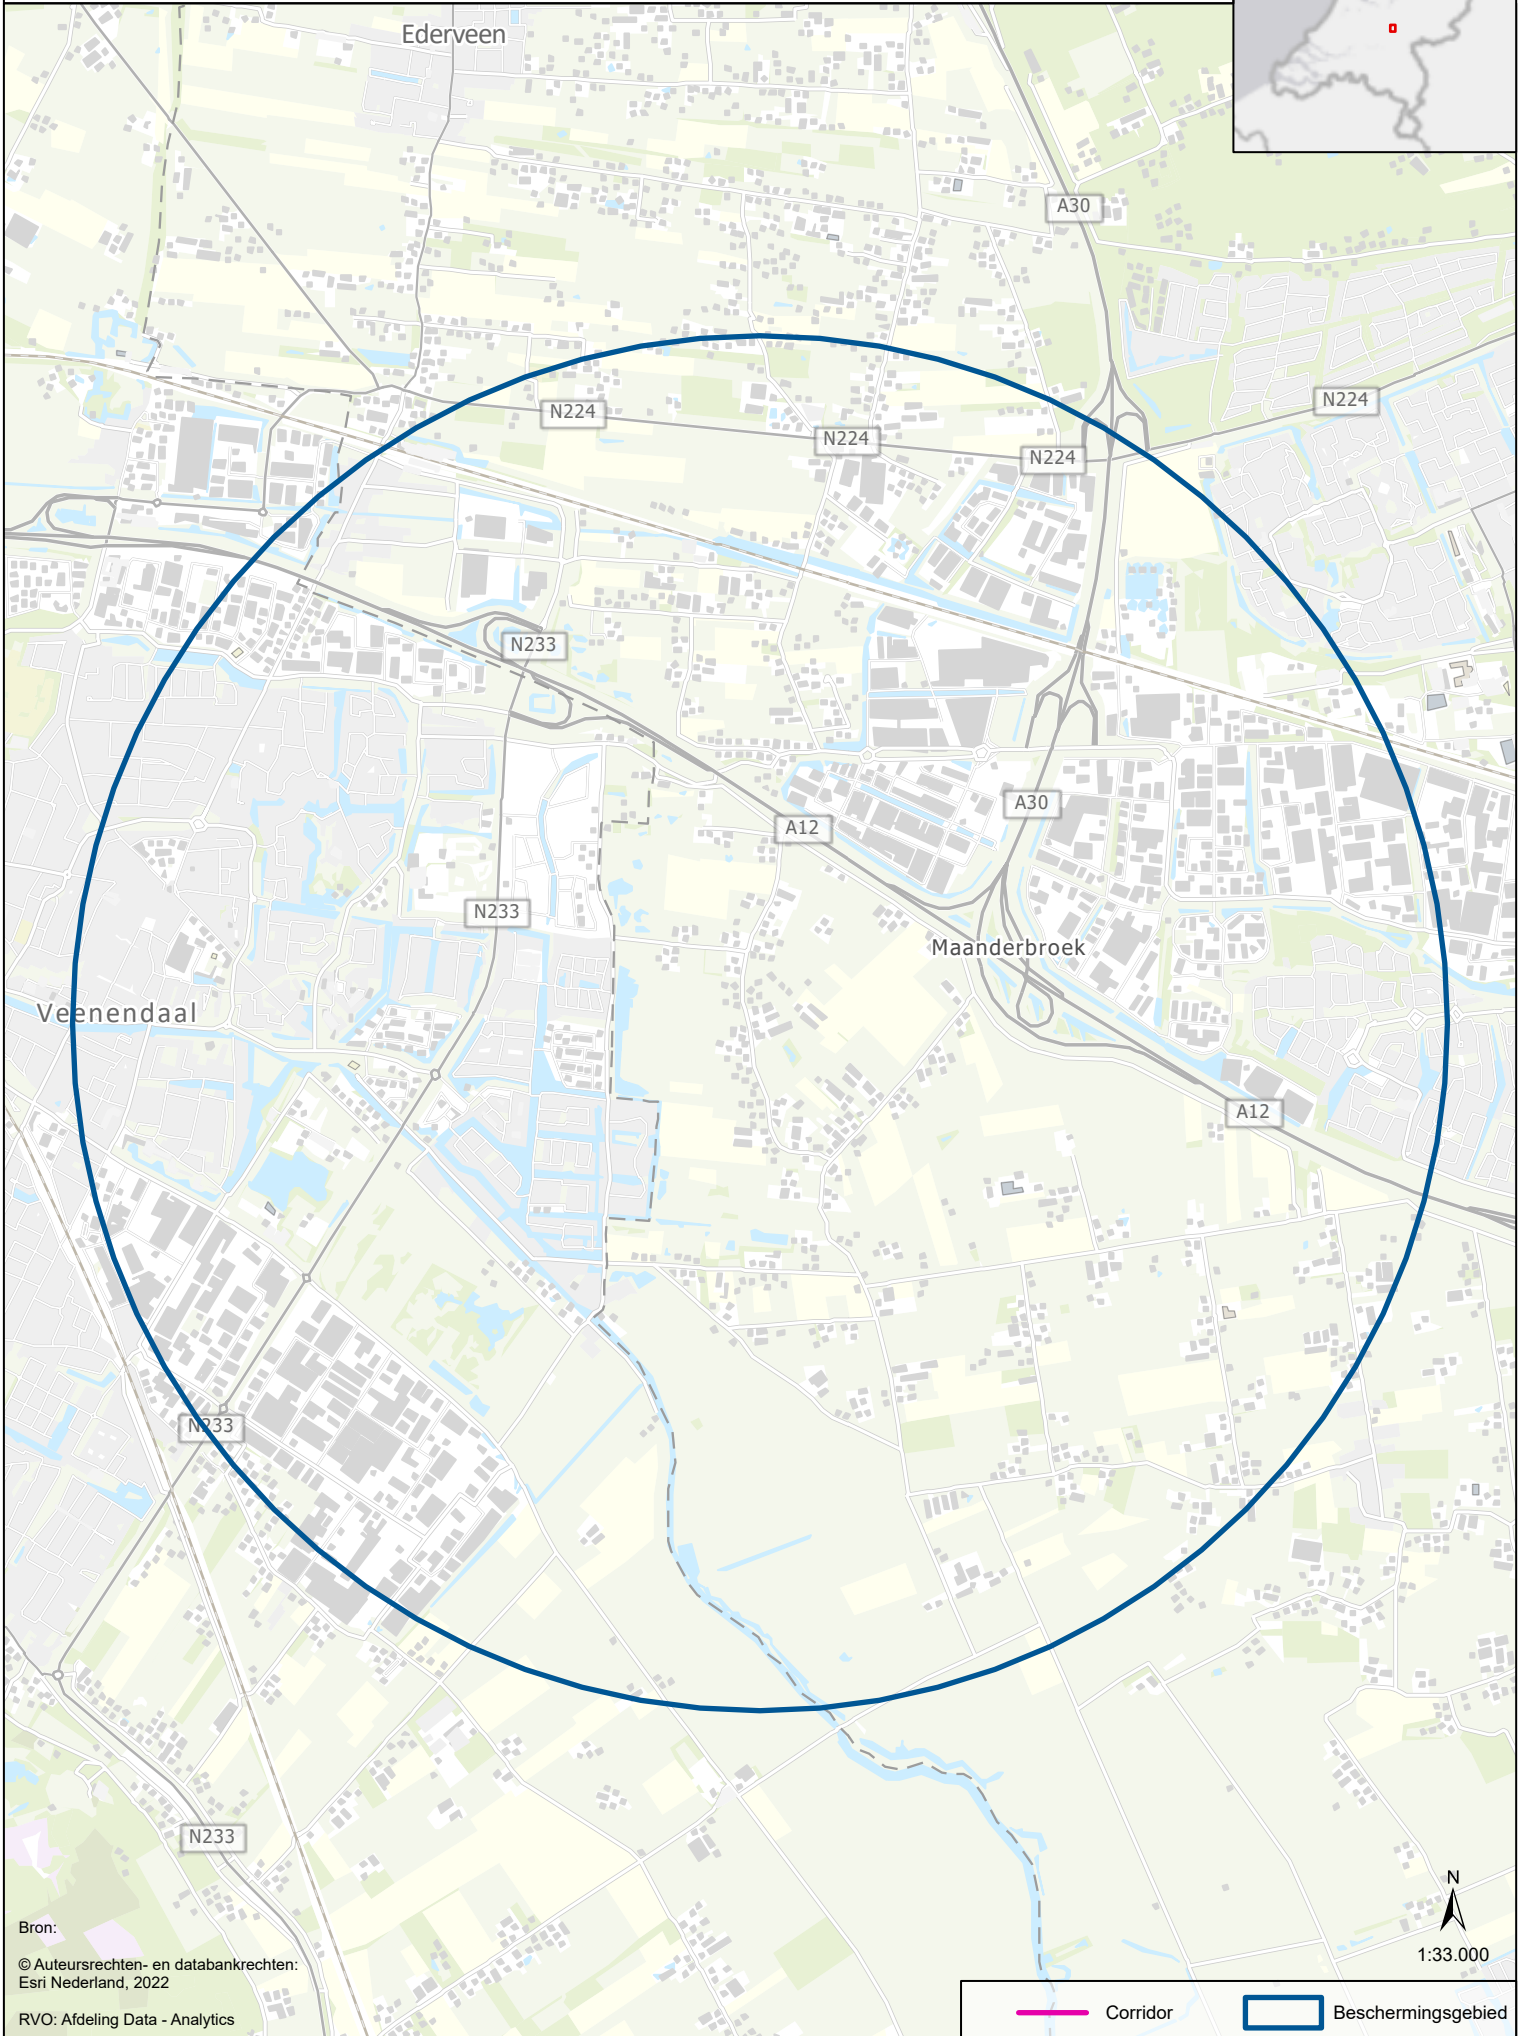 Ederveen
A30
N224
N224
N224
N224
N233
A30
A12
N233
Maanderbroek
Veenendaal
A12
N233
N233
N
1:33.000
Bron:
© Auteursrechten- en databankrechten:
Esri Nederland, 2022
RVO: Afdeling Data - Analytics
Corridor
Beschermingsgebied